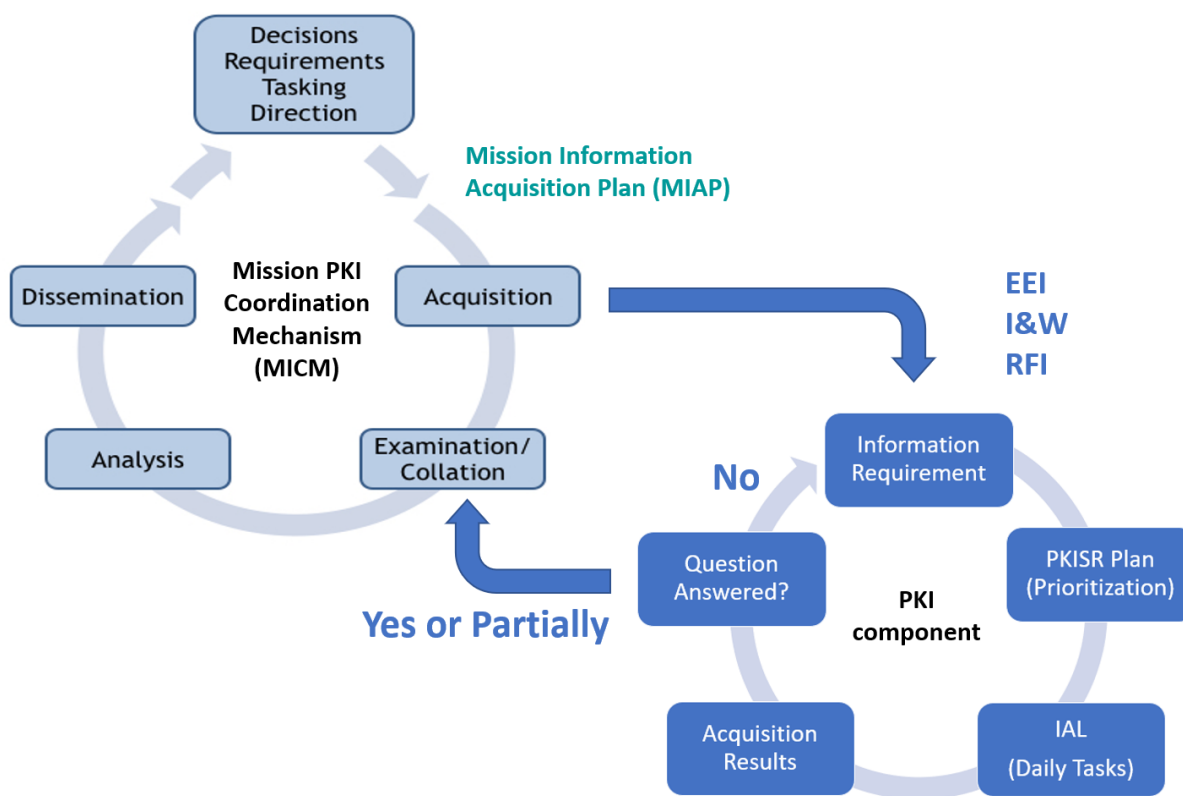 Decisions
Requirements
Tasking
Direction
Mission Information
Acquisition Plan (MIAP)
Dissemination
Mission PKI
Coordination
Mechanism
(MICM)
Acquisition
EEI
I&W
RFI
Analysis
Examination/
Collation
No
Information
Requirement
Yes or Partially
Question
Answered?
PKI
component
PKISR Plan
(Prioritization)
Acquisition
Results
IAL
(Daily Tasks)